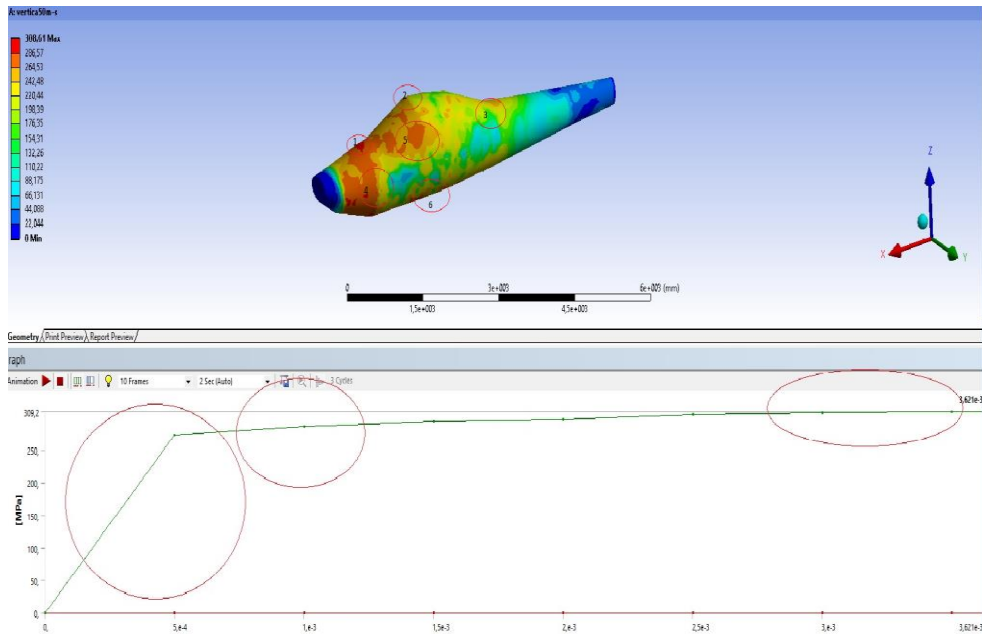 A: vertica50m-s
308,61 Max
286,57
264,53
242,48
220,44
198,39
176,35
154,31
132,26
110,22
88,175
66,131
44,088
22,044
0 Min
2
3
1
5
4
6
Z
X
Y
0 3e+003 6e+003 (mm)
1,5e+003 4,5e+003
Geometry Print Preview Report Preview
raph
Animation 10 Frames 2 Sec (Auto) 3 Cycles
3,621e-3
309,2
250,
200,
150,
100,
50,
0,
[MPa]
0, 5,e-4 1,e-3 1,5e-3 2,e-3 2,5e-3 3,e-3 3,621e-3